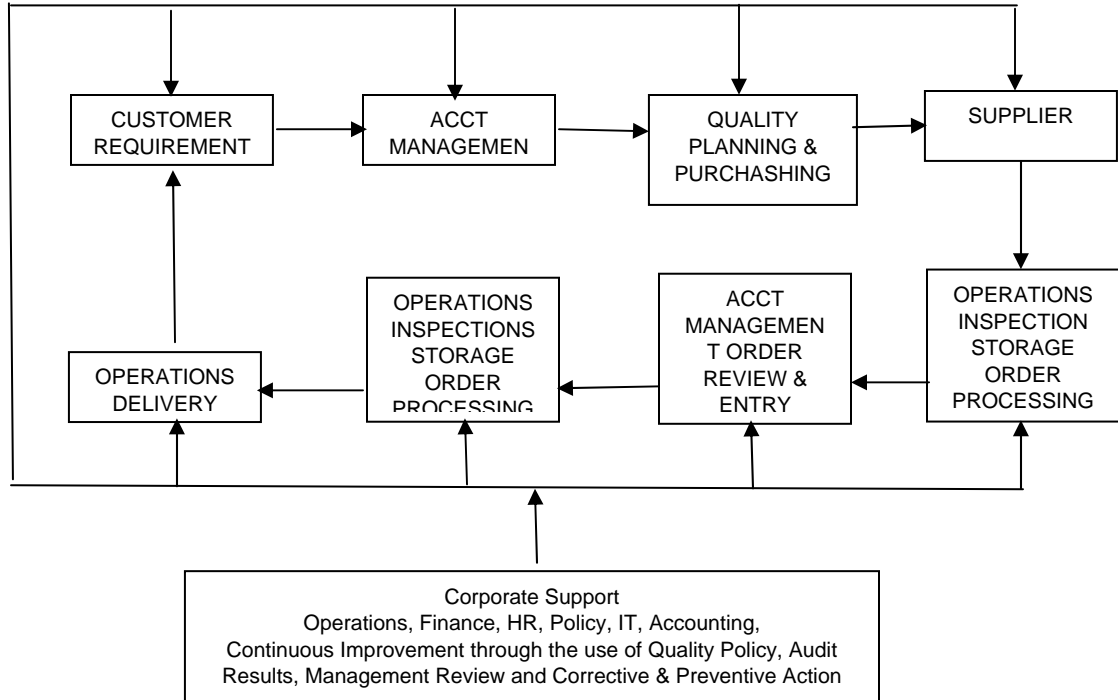 CUSTOMER
REQUIREMENT
ACCT
MANAGEMEN
QUALITY
PLANNING &
PURCHASHING
SUPPLIER
OPERATIONS
DELIVERY
OPERATIONS
INSPECTIONS
STORAGE
ORDER
PROCESSING
ACCT
MANAGEMEN
T ORDER
REVIEW &
ENTRY
OPERATIONS
INSPECTION
STORAGE
ORDER
PROCESSING
Corporate Support
Operations, Finance, HR, Policy, IT, Accounting,
Continuous Improvement through the use of Quality Policy, Audit
Results, Management Review and Corrective & Preventive Action